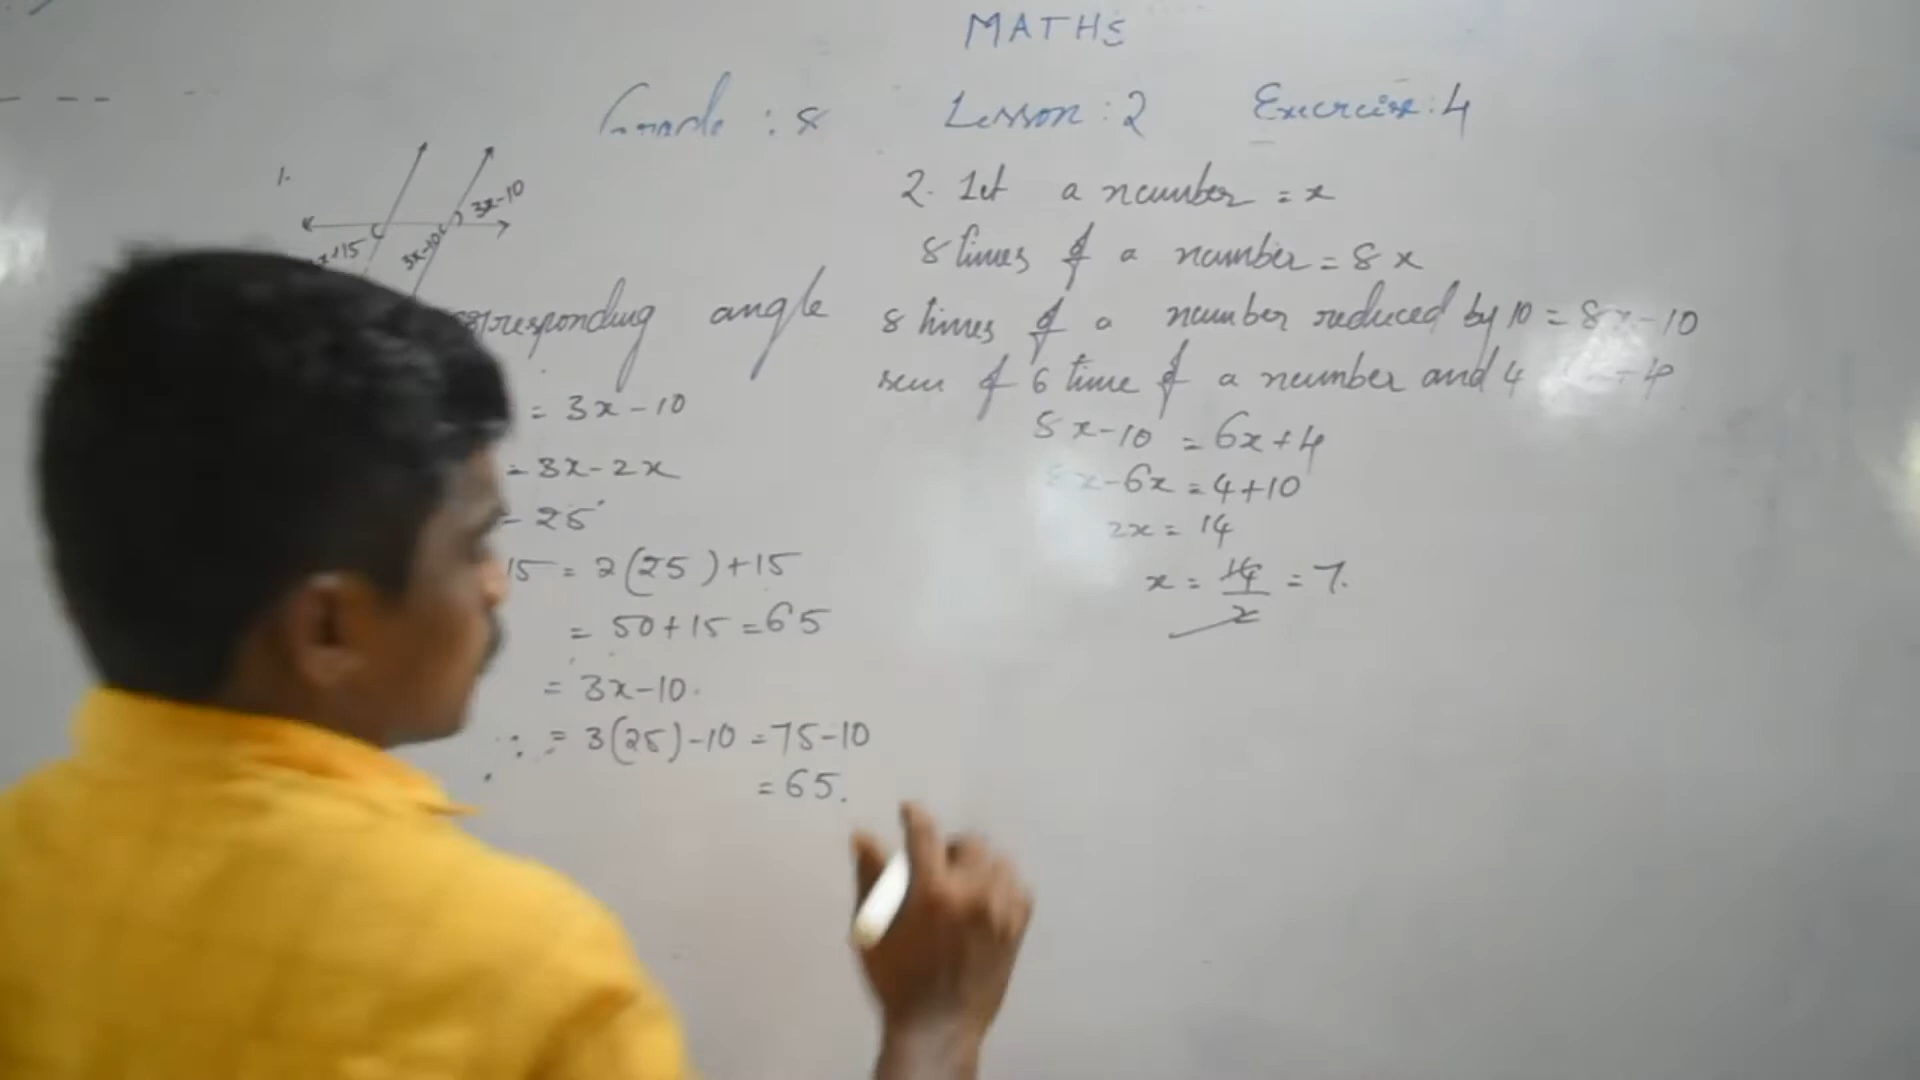 MATHS
Grade : 8 Lesson : 2 Exercise : 4
1.
3x-10
x+15
3x-10
corresponding angle
= 3x-10
= 3x-2x
= 25
15 = 2(25)+15
= 50+15 = 65
= 3x-10.
∴ = 3(25)-10 = 75-10
= 65.
2. Let a number = x
8 times of a number = 8x
8 times of a number reduced by 10 = 8x-10
sum of 6 time of a number and 4
8x-10 = 6x+4
8x-6x = 4+10
2x = 14
x = 14/2 = 7.